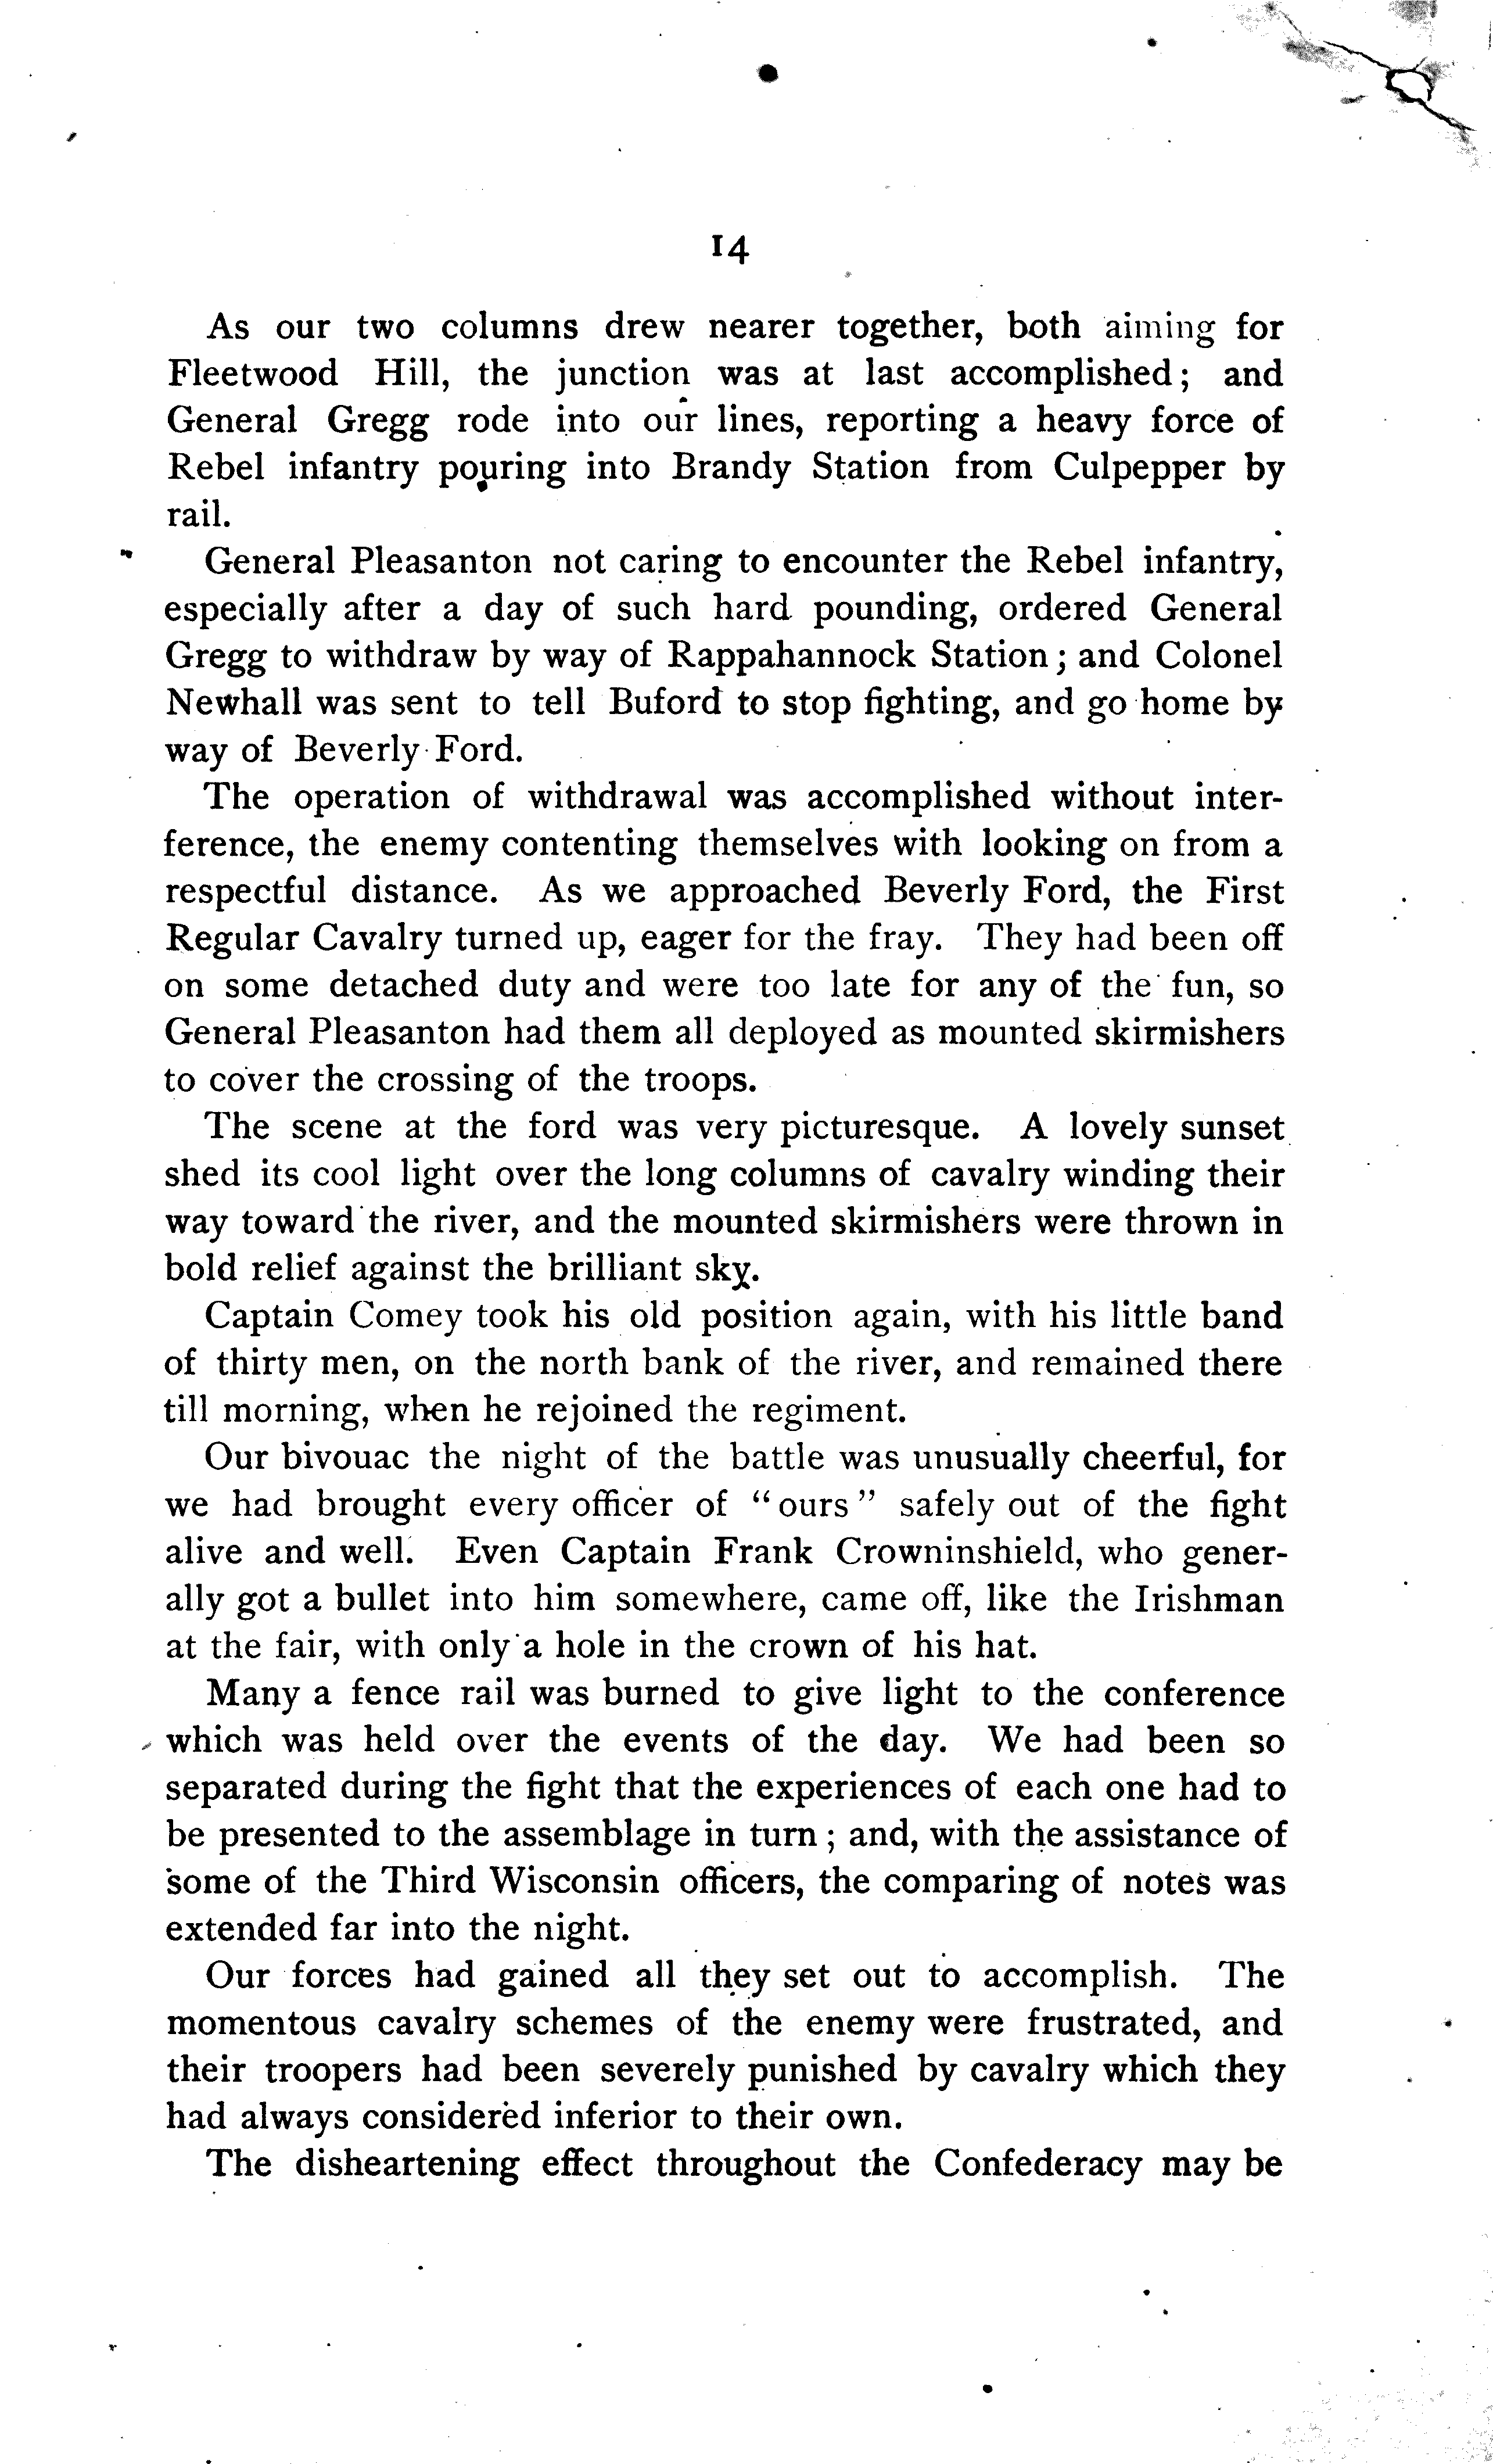 14
As our two columns drew nearer together, both aiming for
Fleetwood Hill, the junction was at last accomplished; and
General Gregg rode into our lines, reporting a heavy force of
Rebel infantry pouring into Brandy Station from Culpepper by
rail.
General Pleasanton not caring to encounter the Rebel infantry,
especially after a day of such hard pounding, ordered General
Gregg to withdraw by way of Rappahannock Station; and Colonel
Newhall was sent to tell Buford to stop fighting, and go home by
way of Beverly Ford.
The operation of withdrawal was accomplished without inter-
ference, the enemy contenting themselves with looking on from a
respectful distance. As we approached Beverly Ford, the First
Regular Cavalry turned up, eager for the fray. They had been off
on some detached duty and were too late for any of the fun, so
General Pleasanton had them all deployed as mounted skirmishers
to cover the crossing of the troops.
The scene at the ford was very picturesque. A lovely sunset
shed its cool light over the long columns of cavalry winding their
way toward the river, and the mounted skirmishers were thrown in
bold relief against the brilliant sky.
Captain Comey took his old position again, with his little band
of thirty men, on the north bank of the river, and remained there
till morning, when he rejoined the regiment.
Our bivouac the night of the battle was unusually cheerful, for
we had brought every officer of "ours" safely out of the fight
alive and well. Even Captain Frank Crowninshield, who gener-
ally got a bullet into him somewhere, came off, like the Irishman
at the fair, with only a hole in the crown of his hat.
Many a fence rail was burned to give light to the conference
which was held over the events of the day. We had been so
separated during the fight that the experiences of each one had to
be presented to the assemblage in turn; and, with the assistance of
some of the Third Wisconsin officers, the comparing of notes was
extended far into the night.
Our forces had gained all they set out to accomplish. The
momentous cavalry schemes of the enemy were frustrated, and
their troopers had been severely punished by cavalry which they
had always considered inferior to their own.
The disheartening effect throughout the Confederacy may be